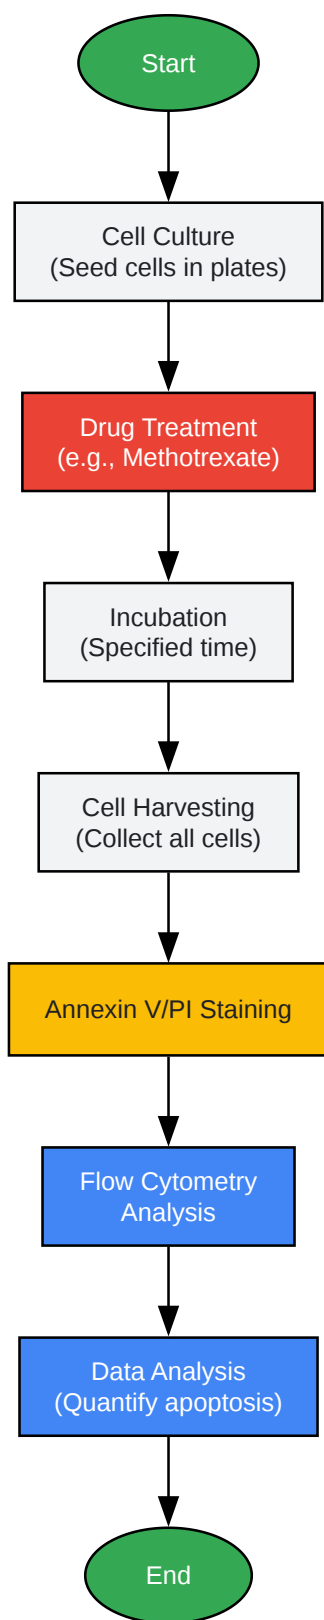 Start
Cell Culture
(Seed cells in plates)
Drug Treatment
(e.g., Methotrexate)
Incubation
(Specified time)
Cell Harvesting
(Collect all cells)
Annexin V/PI Staining
Flow Cytometry
Analysis
Data Analysis
(Quantify apoptosis)
End